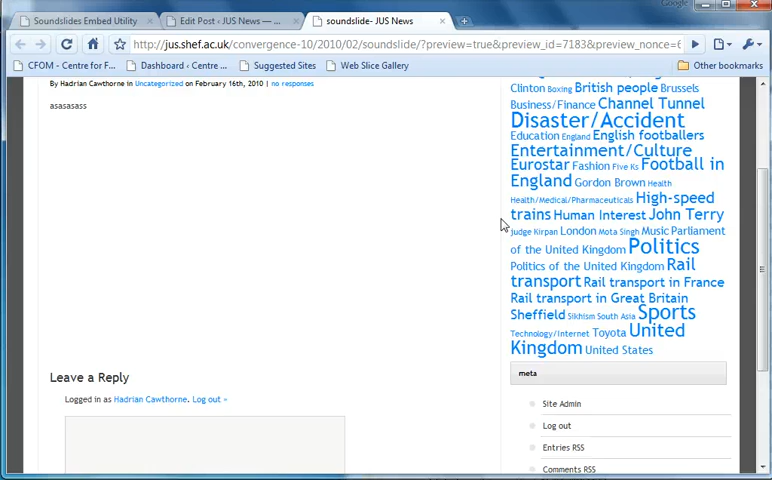 Google
Soundslides Embed Utility
Edit Post ‹ JUS News — ...
soundslide- JUS News
http://jus.shef.ac.uk/convergence-10/2010/02/soundslide/?preview=true&preview_id=7183&preview_nonce=6
CFOM - Centre for F...
Dashboard ‹ Centre ...
Suggested Sites
Web Slice Gallery
Other bookmarks
By Hadrian Cawthorne in Uncategorized on February 16th, 2010 | no responses
asasasass
Clinton Boxing British people Brussels
Business/Finance Channel Tunnel
Disaster/Accident
Education England English footballers
Entertainment/Culture
Eurostar Fashion Five Ks Football in
England Gordon Brown Health
Health/Medical/Pharmaceuticals High-speed
trains Human Interest John Terry
judge Kirpan London Mota Singh Music Parliament
of the United Kingdom Politics
Politics of the United Kingdom Rail
transport Rail transport in France
Rail transport in Great Britain
Sheffield Sikhism South Asia Sports
Technology/Internet Toyota United
Kingdom United States
Leave a Reply
Logged in as Hadrian Cawthorne. Log out »
meta
Site Admin
Log out
Entries RSS
Comments RSS